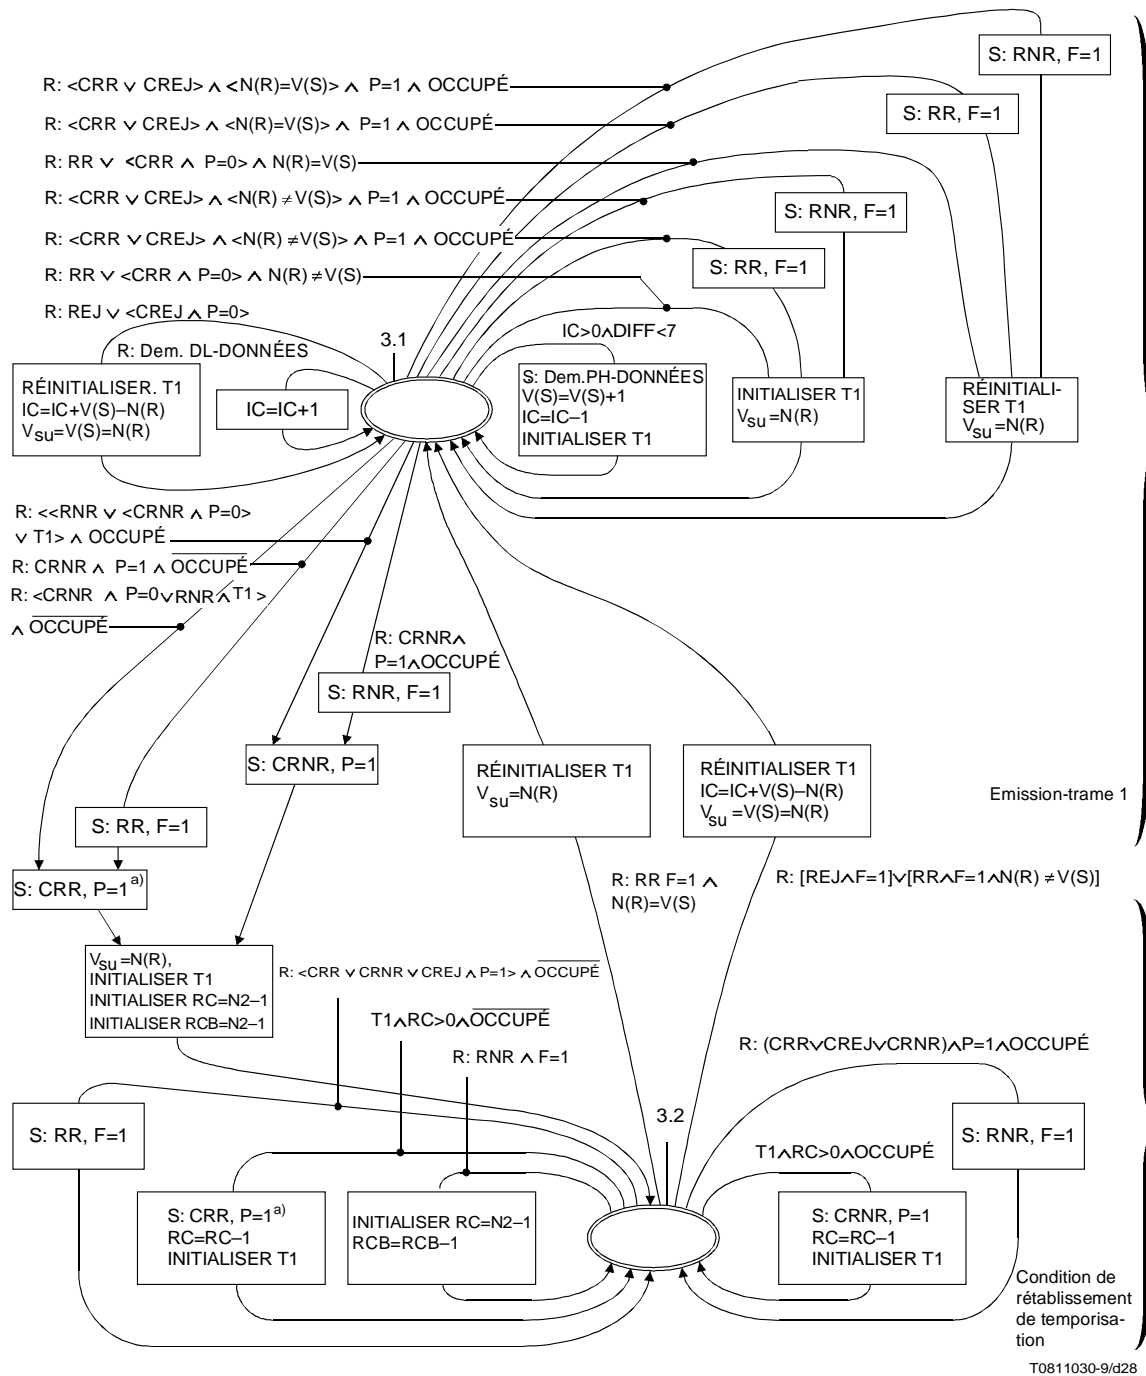 S: RNR, F=1
R: <CRR ∨ CREJ> ∧ <N(R)=V(S)> ∧ P=1 ∧ OCCUPÉ
S: RR, F=1
R: <CRR ∨ CREJ> ∧ <N(R)=V(S)> ∧ P=1 ∧ OCCUPÉ
R: RR ∨ <CRR ∧ P=0> ∧ N(R)=V(S)
R: <CRR ∨ CREJ> ∧ <N(R) ≠V(S)> ∧ P=1 ∧ OCCUPÉ
S: RNR, F=1
R: <CRR ∨ CREJ> ∧ <N(R) ≠V(S)> ∧ P=1 ∧ OCCUPÉ
S: RR, F=1
R: RR ∨ <CRR ∧ P=0> ∧ N(R) ≠V(S)
R: REJ ∨ <CREJ ∧ P=0>
3.1
IC>0∧DIFF<7
R: Dem. DL-DONNÉES
RÉINITIALISER. T1
IC=IC+V(S)–N(R)
Vsu=V(S)=N(R)
IC=IC+1
S: Dem.PH-DONNÉES
V(S)=V(S)+1
IC=IC–1
INITIALISER T1
INITIALISER T1
Vsu=N(R)
RÉINITIALI-
SER T1
Vsu=N(R)
R: <<RNR ∨ <CRNR ∧ P=0>
∨ T1> ∧ OCCUPÉ
R: CRNR ∧ P=1 ∧ O̅C̅C̅U̅P̅É̅
R: <CRNR ∧ P=0∨RNR∧T1>
∧ O̅C̅C̅U̅P̅É̅
R: CRNR∧
P=1∧OCCUPÉ
S: RNR, F=1
S: CRNR, P=1
RÉINITIALISER T1
Vsu=N(R)
RÉINITIALISER T1
IC=IC+V(S)–N(R)
Vsu =V(S)=N(R)
Emission-trame 1
S: RR, F=1
S: CRR, P=1a)
R: RR F=1 ∧
N(R)=V(S)
R: [REJ∧F=1]∨[RR∧F=1∧N(R) ≠V(S)]
Vsu =N(R),
INITIALISER T1
INITIALISER RC=N2–1
INITIALISER RCB=N2–1
R: <CRR ∨ CRNR ∨ CREJ ∧ P=1> ∧ O̅C̅C̅U̅P̅É̅
T1∧RC>0∧O̅C̅C̅U̅P̅É̅
R: RNR ∧ F=1
R: (CRR∨CREJ∨CRNR)∧P=1∧OCCUPÉ
3.2
S: RR, F=1
S: RNR, F=1
T1∧RC>0∧OCCUPÉ
S: CRR, P=1a)
RC=RC–1
INITIALISER T1
INITIALISER RC=N2–1
RCB=RCB–1
S: CRNR, P=1
RC=RC–1
INITIALISER T1
Condition de
rétablissement
de temporisa-
tion
T0811030-9/d28